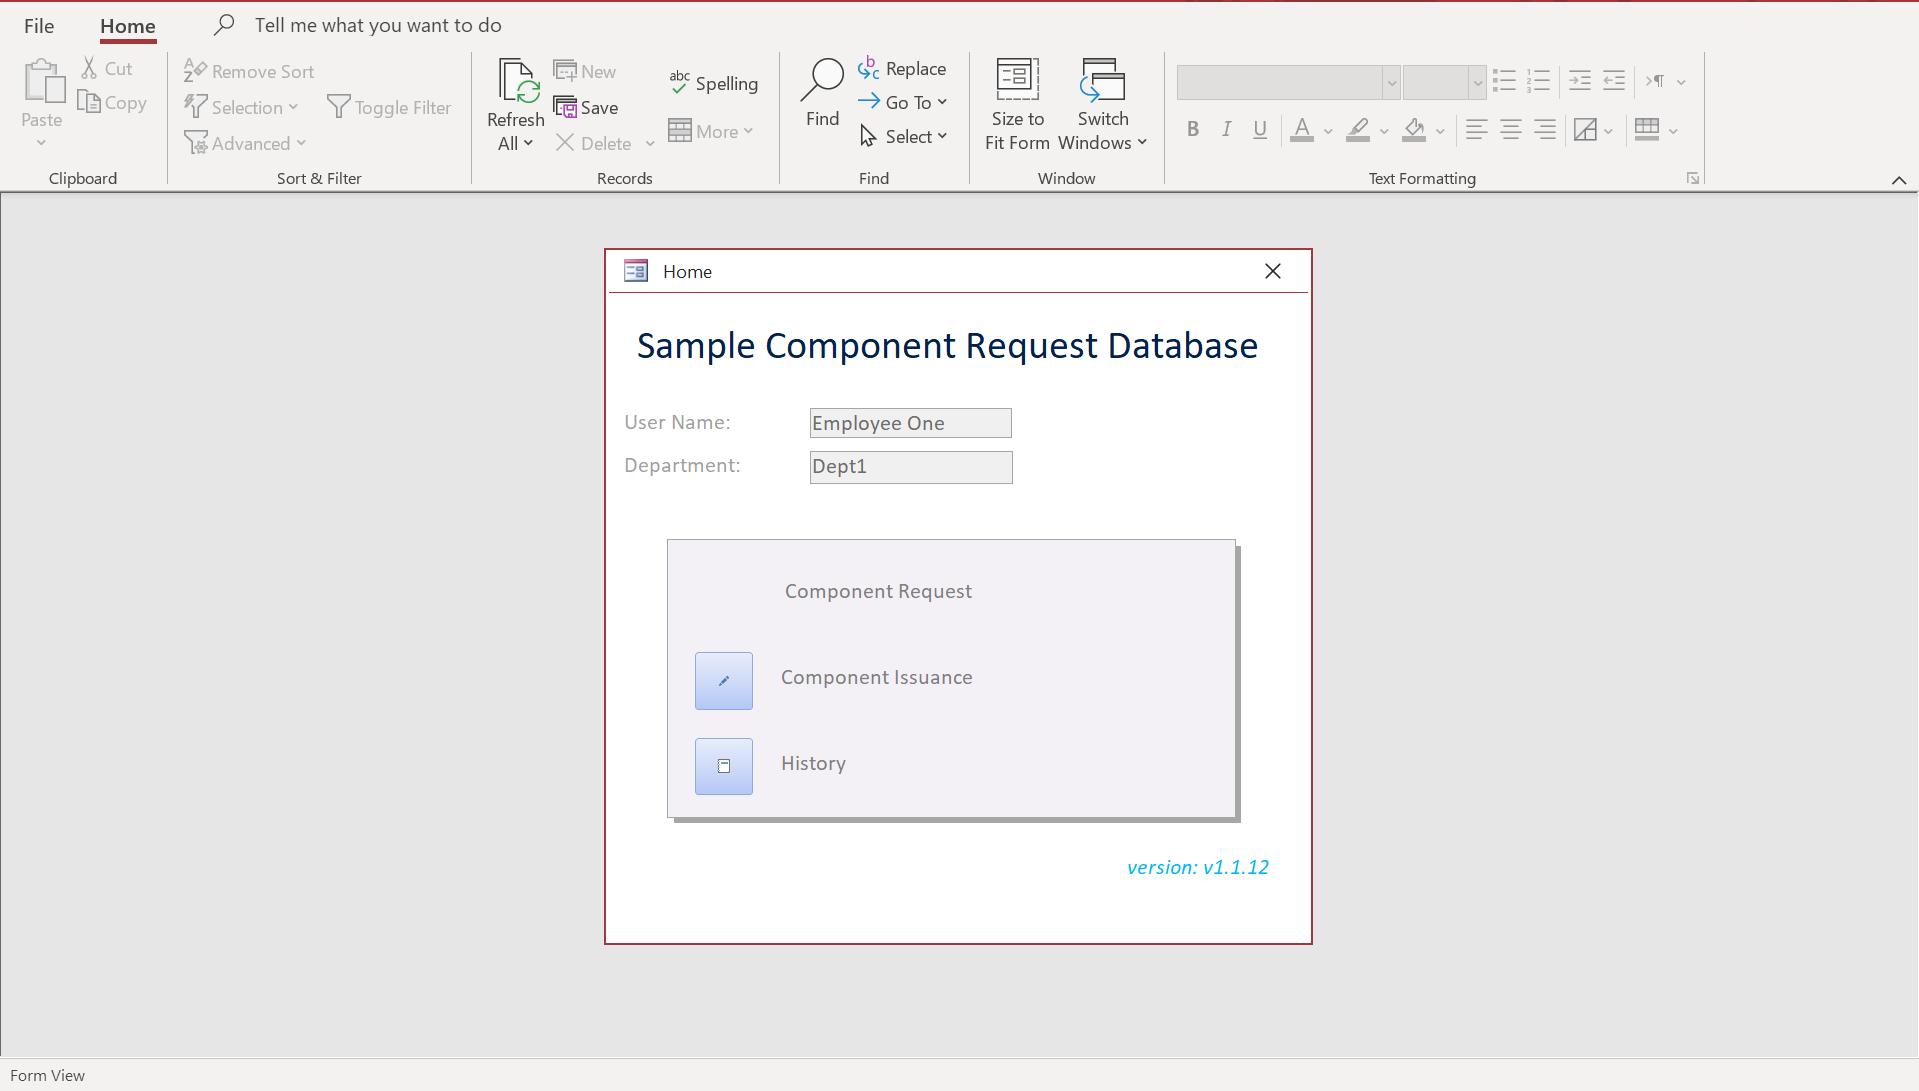 File
Home
Tell me what you want to do
Paste
Cut
Copy
Clipboard
Remove Sort
Selection
Toggle Filter
Advanced
Sort & Filter
Refresh
All
New
Save
Delete
abc
Spelling
More
Records
Find
Replace
Go To
Select
Find
Size to
Fit Form
Switch
Windows
Window
B I U A
Text Formatting
Home
Sample Component Request Database
User Name:
Employee One
Department:
Dept1
Component Request
Component Issuance
History
version: v1.1.12
Form View